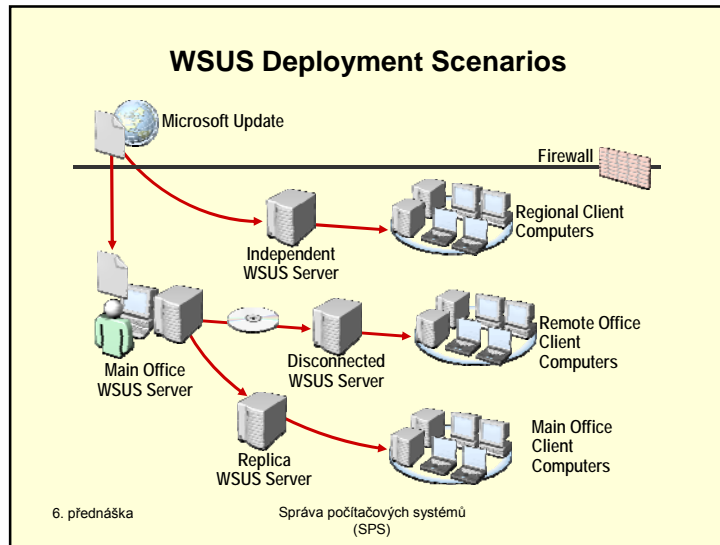 WSUS Deployment Scenarios
Microsoft Update
Firewall
Regional Client
Computers
Independent
WSUS Server
Remote Office
Client
Computers
Main Office
WSUS Server
Disconnected
WSUS Server
Replica
WSUS Server
Main Office
Client
Computers
6. přednáška
Správa počítačových systémů
(SPS)